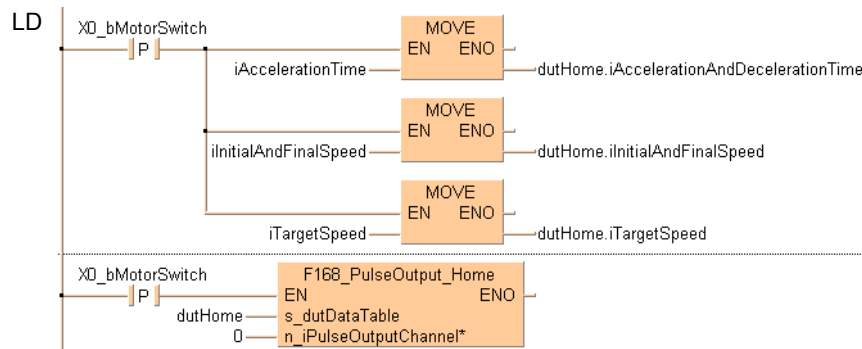 LD
X0_bMotorSwitch
P
MOVE
EN ENO
iAccelerationTime
dutHome.iAccelerationAndDecelerationTime
MOVE
EN ENO
iInitialAndFinalSpeed
dutHome.iInitialAndFinalSpeed
MOVE
EN ENO
iTargetSpeed
dutHome.iTargetSpeed
X0_bMotorSwitch
P
F168_PulseOutput_Home
EN ENO
dutHome s_dutDataTable
0 n_iPulseOutputChannel*